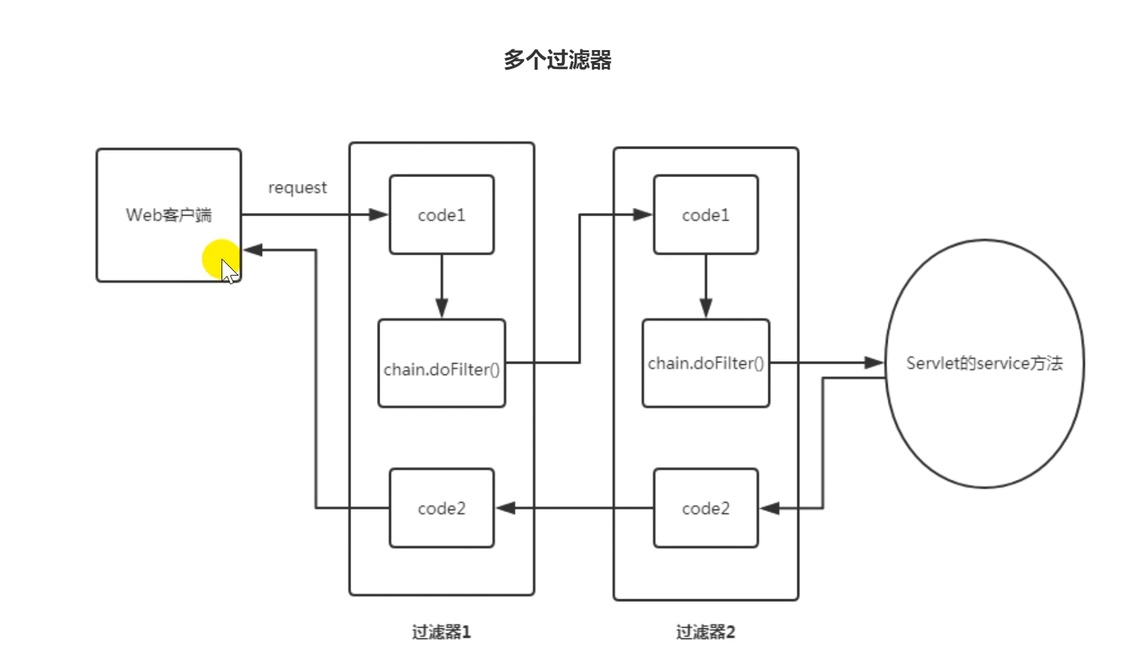 多个过滤器
Web客户端
request
code1
chain.doFilter()
code2
过滤器1
code1
chain.doFilter()
code2
过滤器2
Servlet的service方法